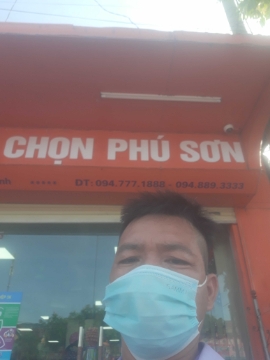 CHỌN PHÚ SƠN
ĐT: 094.777.1888 - 094.889.3333